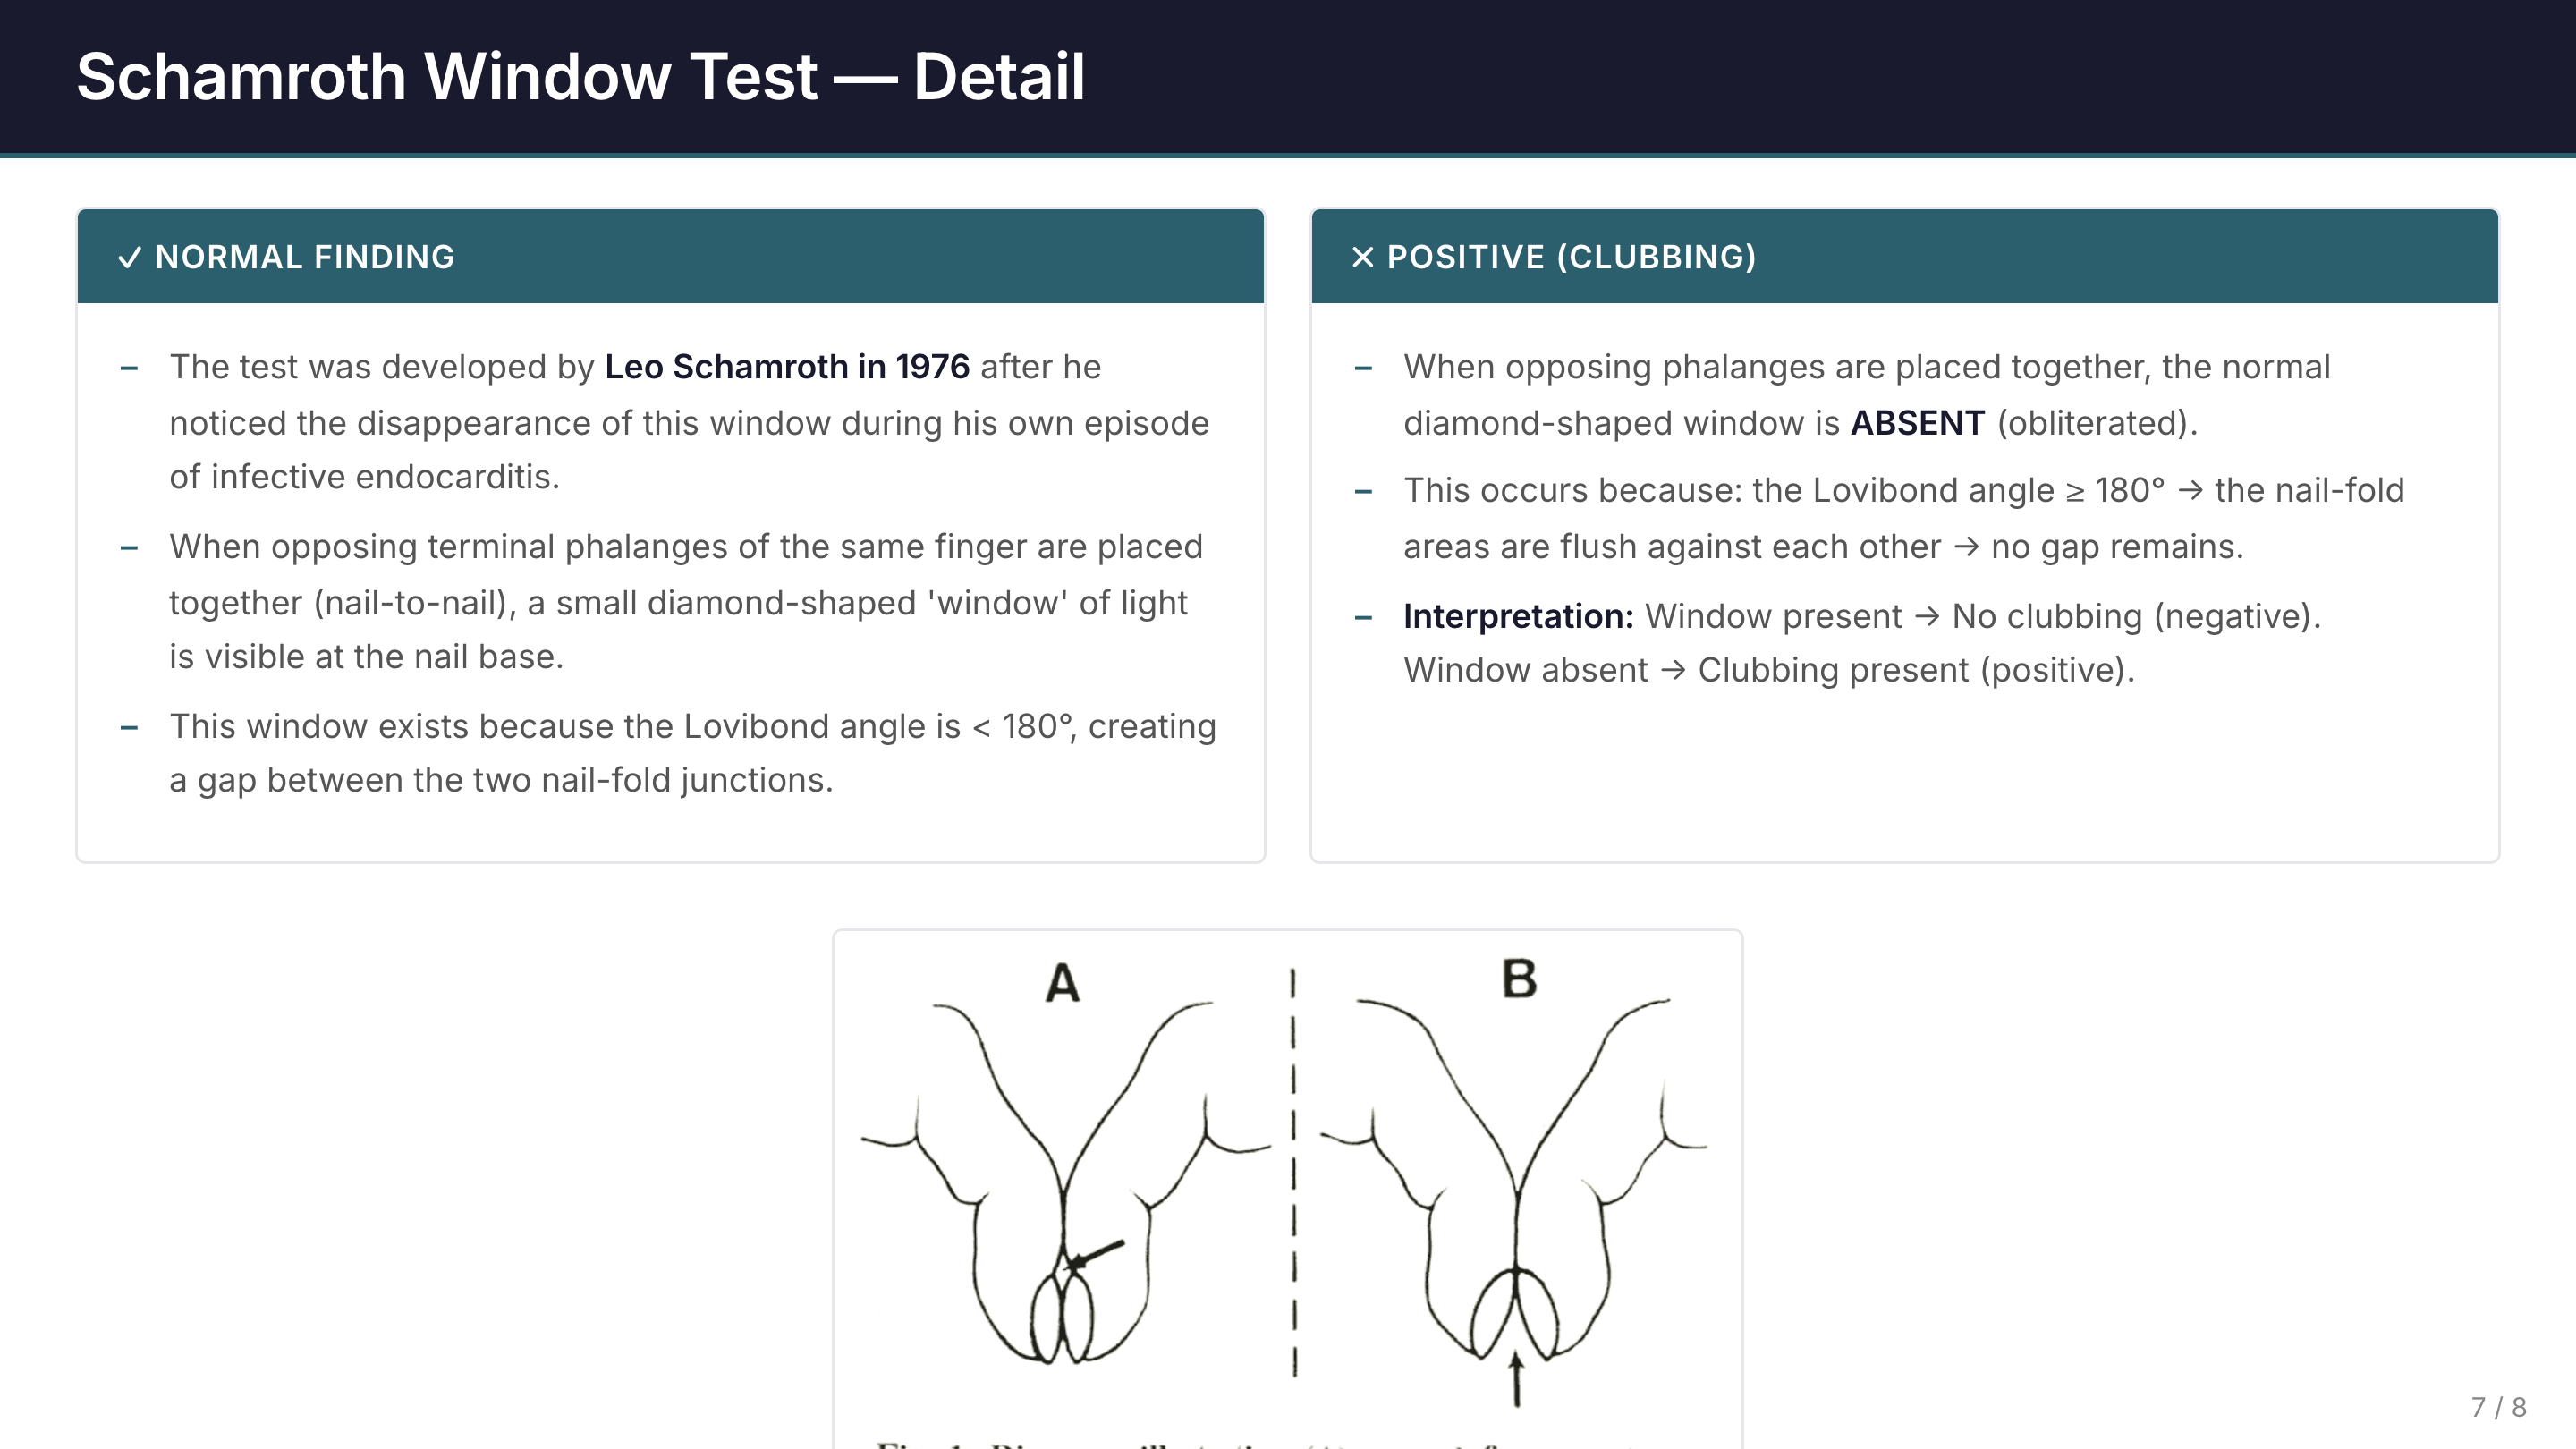 Schamroth Window Test — Detail
✓ NORMAL FINDING
– The test was developed by Leo Schamroth in 1976 after he
noticed the disappearance of this window during his own episode
of infective endocarditis.
– When opposing terminal phalanges of the same finger are placed
together (nail-to-nail), a small diamond-shaped 'window' of light
is visible at the nail base.
– This window exists because the Lovibond angle is < 180°, creating
a gap between the two nail-fold junctions.
✕ POSITIVE (CLUBBING)
– When opposing phalanges are placed together, the normal
diamond-shaped window is ABSENT (obliterated).
– This occurs because: the Lovibond angle ≥ 180° → the nail-fold
areas are flush against each other → no gap remains.
– Interpretation: Window present → No clubbing (negative).
Window absent → Clubbing present (positive).
A
B
7 / 8